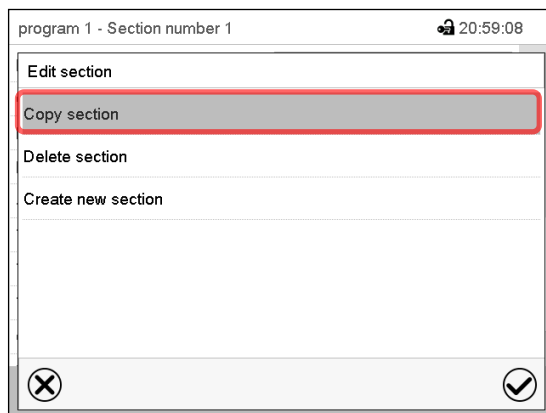 program 1 - Section number 1 20:59:08
Edit section
Copy section
Delete section
Create new section